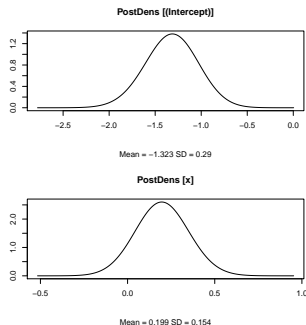 PostDens [(Intercept)]
0.0 0.4 0.8 1.2
−2.5 −2.0 −1.5 −1.0 −0.5 0.0
Mean = −1.323 SD = 0.29
PostDens [x]
0.0 1.0 2.0
−0.5 0.0 0.5 1.0
Mean = 0.199 SD = 0.154